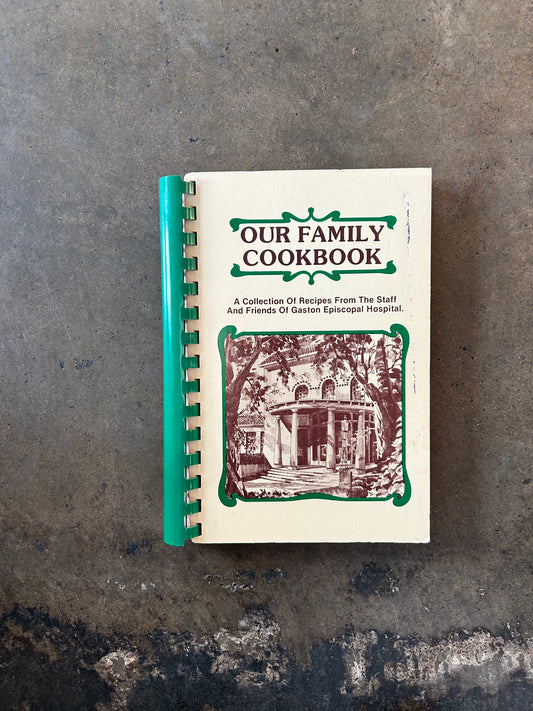 OUR FAMILY
COOKBOOK
A Collection Of Recipes From The Staff
And Friends Of Gaston Episcopal Hospital.